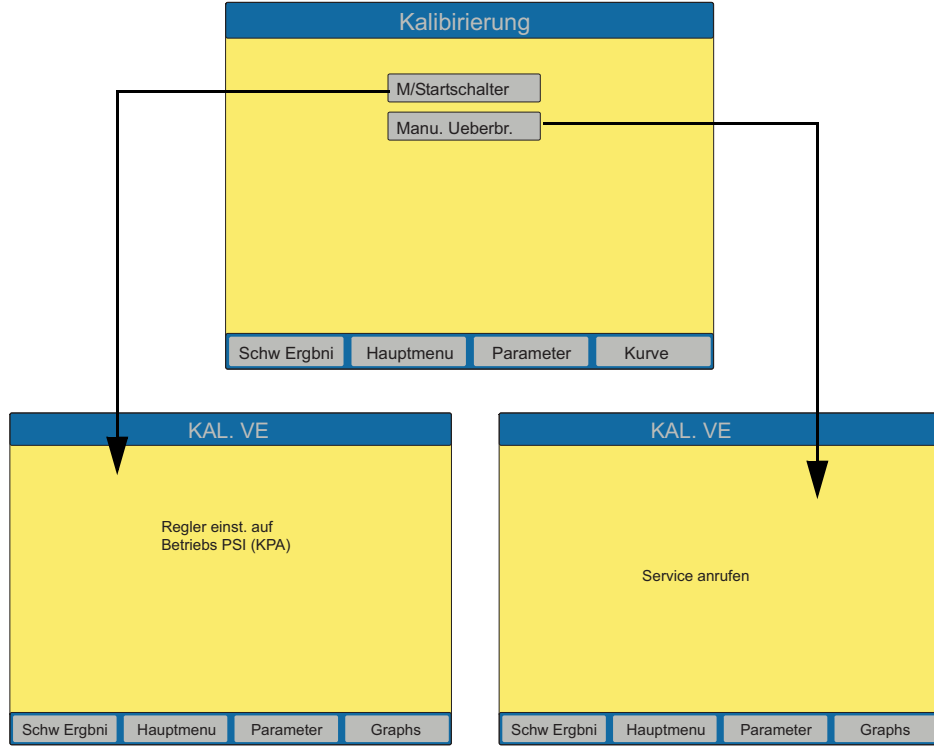 Kalibirierung
M/Startschalter
Manu. Ueberbr.
Schw Ergbni Hauptmenu Parameter Kurve
KAL. VE
Regler einst. auf
Betriebs PSI (KPA)
Schw Ergbni Hauptmenu Parameter Graphs
KAL. VE
Service anrufen
Schw Ergbni Hauptmenu Parameter Graphs